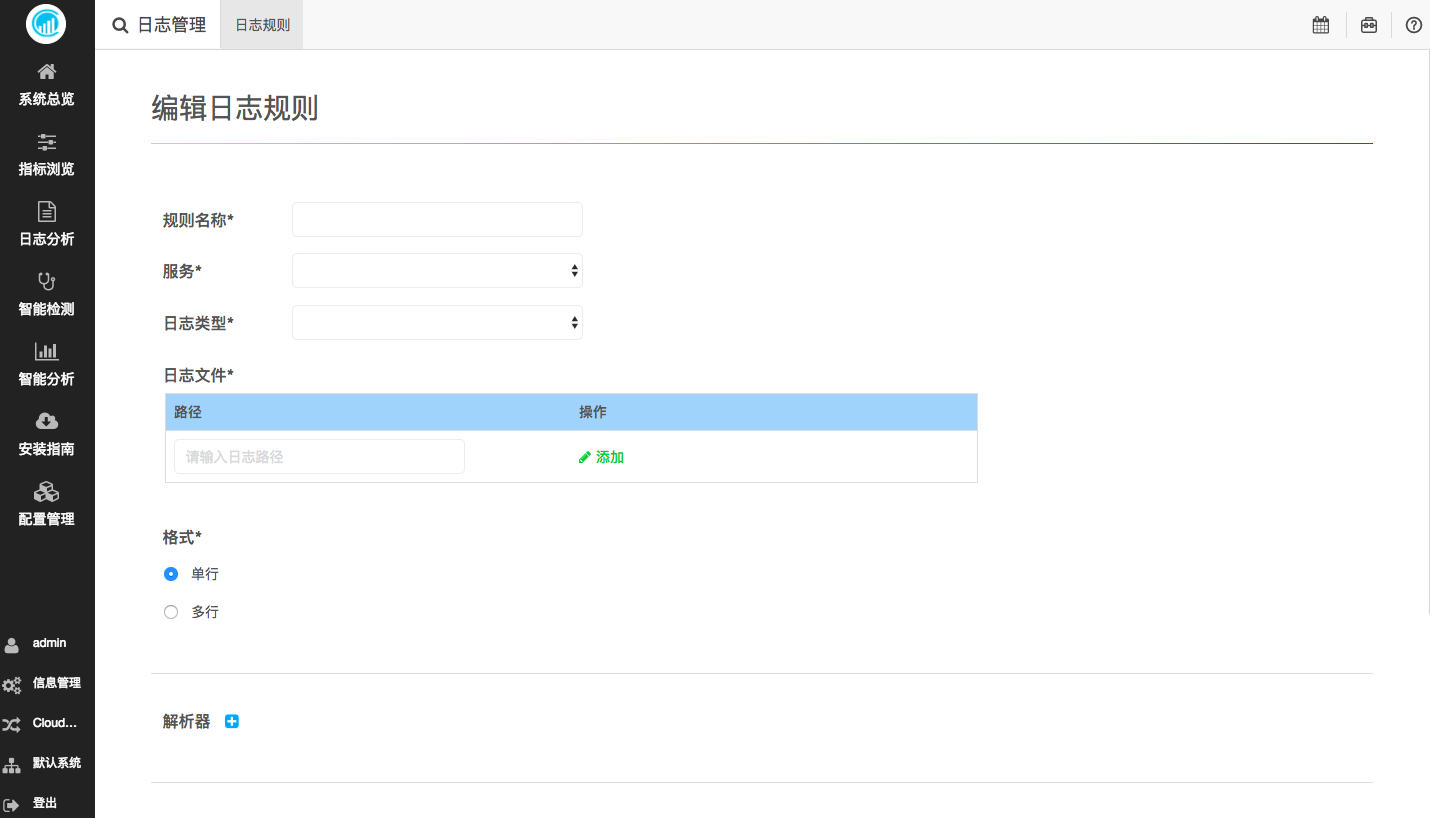 日志管理
日志规则
系统总览
指标浏览
日志分析
智能检测
智能分析
安装指南
配置管理
admin
信息管理
Cloud...
默认系统
登出
编辑日志规则
规则名称*
服务*
日志类型*
日志文件*
路径 操作
请输入日志路径 添加
格式*
单行
多行
解析器